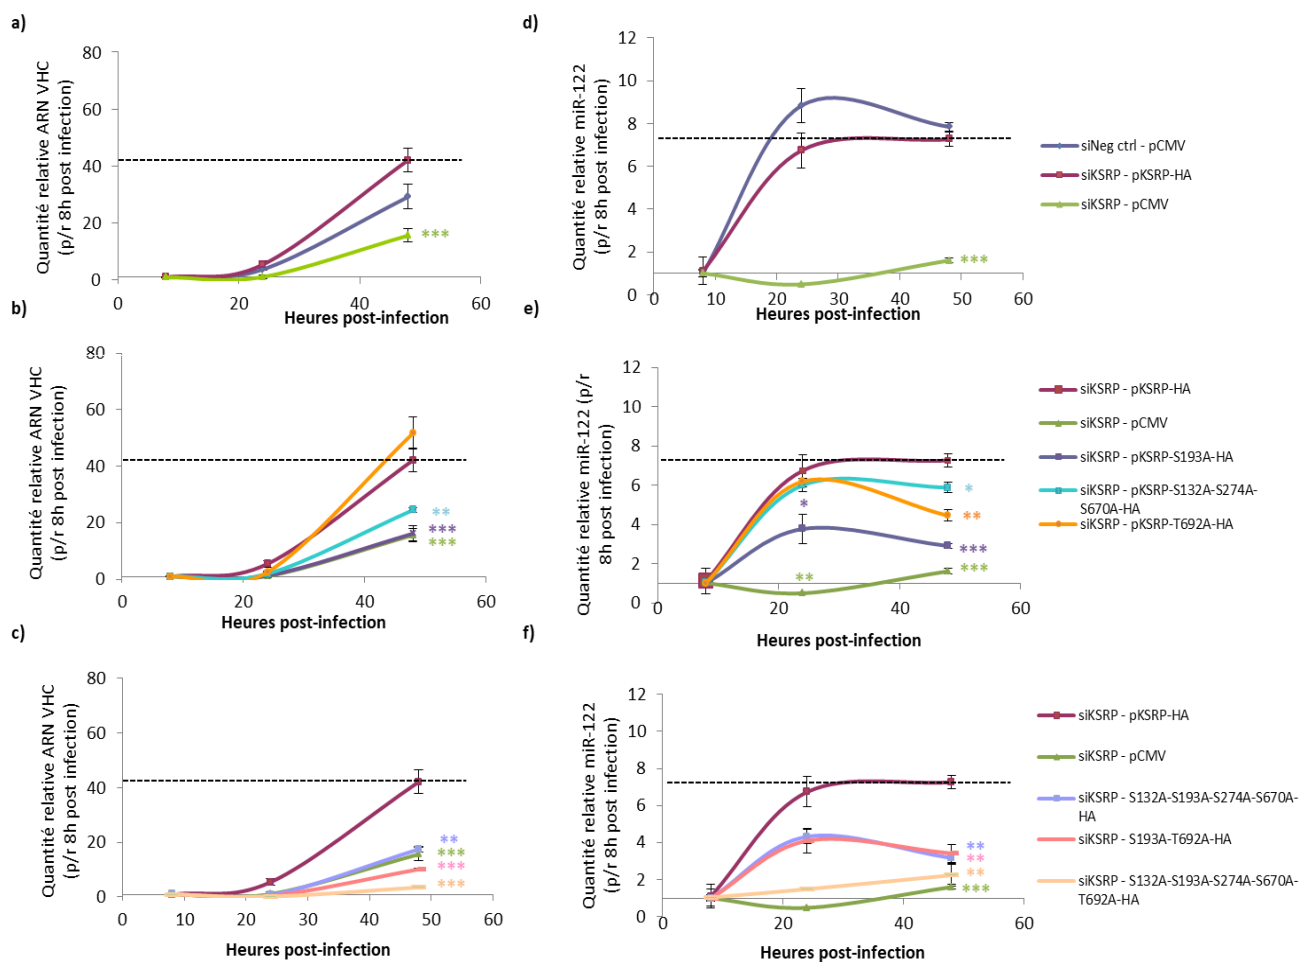 a)
Quantité relative ARN VHC
(p/r 8h post infection)
80
60
40
20
0
***
0
20
40
60
Heures post-infection
d)
Quantité relative miR-122
(p/r 8h post infection)
12
10
8
6
4
2
0
***
0
10
20
30
40
50
60
Heures post-infection
siNeg ctrl - pCMV
siKSRP - pKSRP-HA
siKSRP - pCMV
b)
Quantité relative ARN VHC
(p/r 8h post infection)
80
60
40
20
0
**
***
***
0
20
40
60
Heures post-infection
e)
Quantité relative miR-122 (p/r
8h post infection)
12
10
8
6
4
2
0
*
**
*
**
***
***
0
20
40
60
Heures post-infection
siKSRP - pKSRP-HA
siKSRP - pCMV
siKSRP - pKSRP-S193A-HA
siKSRP - pKSRP-S132A-S274A-
S670A-HA
siKSRP - pKSRP-T692A-HA
c)
Quantité relative ARN VHC
(p/r 8h post infection)
80
60
40
20
0
**
***
***
***
0
10
20
30
40
50
60
Heures post-infection
f)
Quantité relative miR-122
(p/r 8h post infection)
12
10
8
6
4
2
0
**
**
**
***
0
20
40
60
Heures post-infection
siKSRP - pKSRP-HA
siKSRP - pCMV
siKSRP - S132A-S193A-S274A-S670A-
HA
siKSRP - S193A-T692A-HA
siKSRP - S132A-S193A-S274A-S670A-
T692A-HA